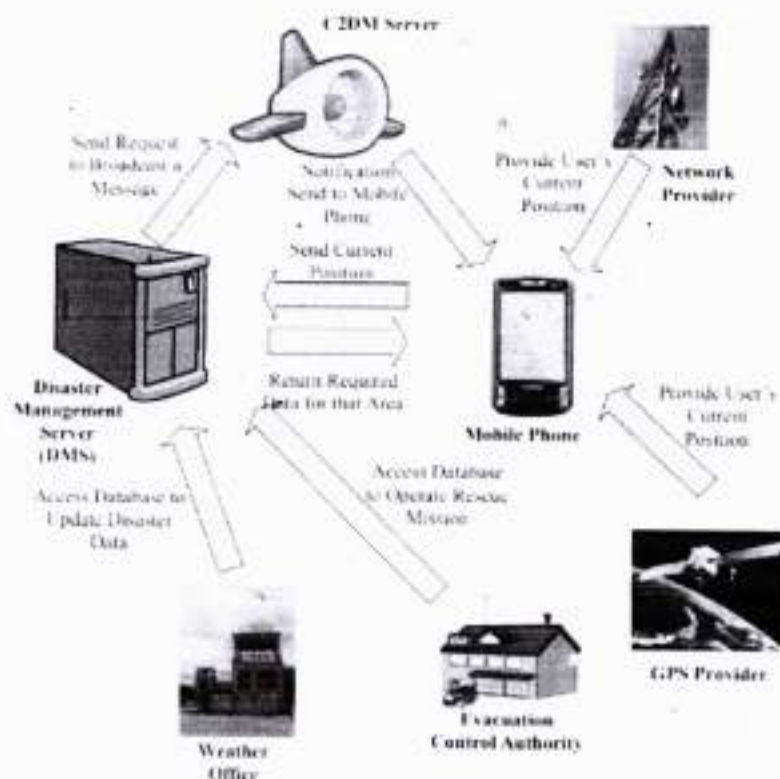 C2DM Server
Send Request
to Broadcast a
Message
Notification
Send to Mobile
Phone
Provide User's
Current
Position
Network
Provider
Send Current
Position
Return Required
Data for that Area
Disaster
Management
Server
(DMS)
Mobile Phone
Provide User's
Current
Position
Access Database to
Update Disaster
Data
Access Database
to Operate Rescue
Mission
GPS Provider
Weather
Office
Evacuation
Control Authority